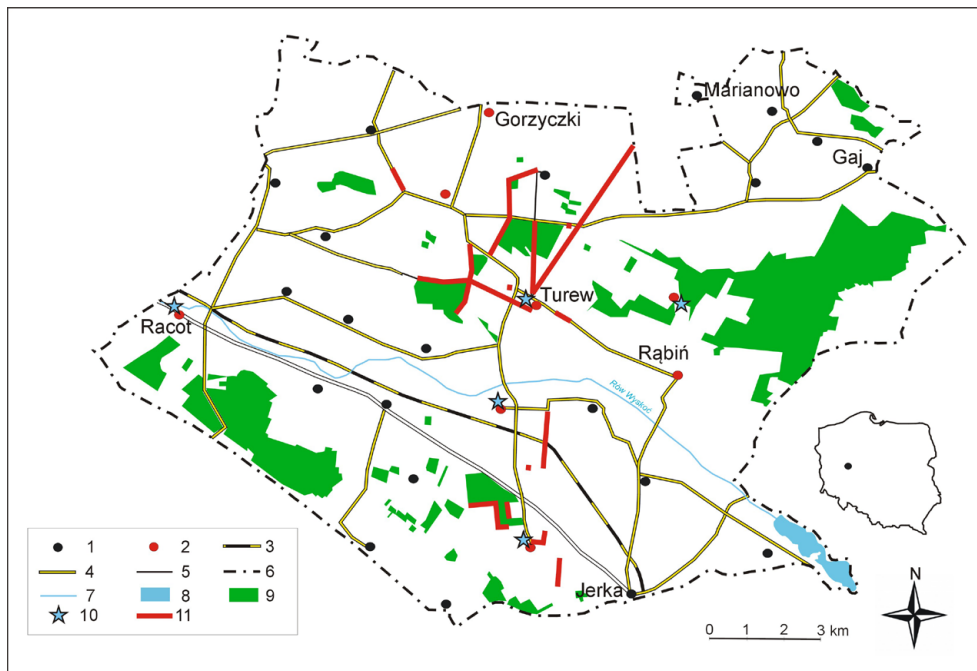 Marianowo
Gorzyczki
Gaj
Turew
Racot
Rąbiń
Rów Wyskoć
Jerka
1 2 3
4 5 6
7 8 9
10 11
N
0 1 2 3 km